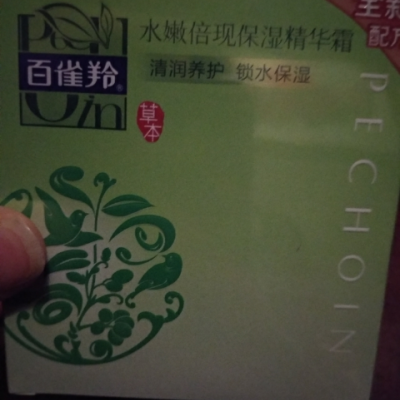 全新
配方
水嫩倍现保湿精华霜
清润养护 锁水保湿
百雀羚®
草本
PECHOIN